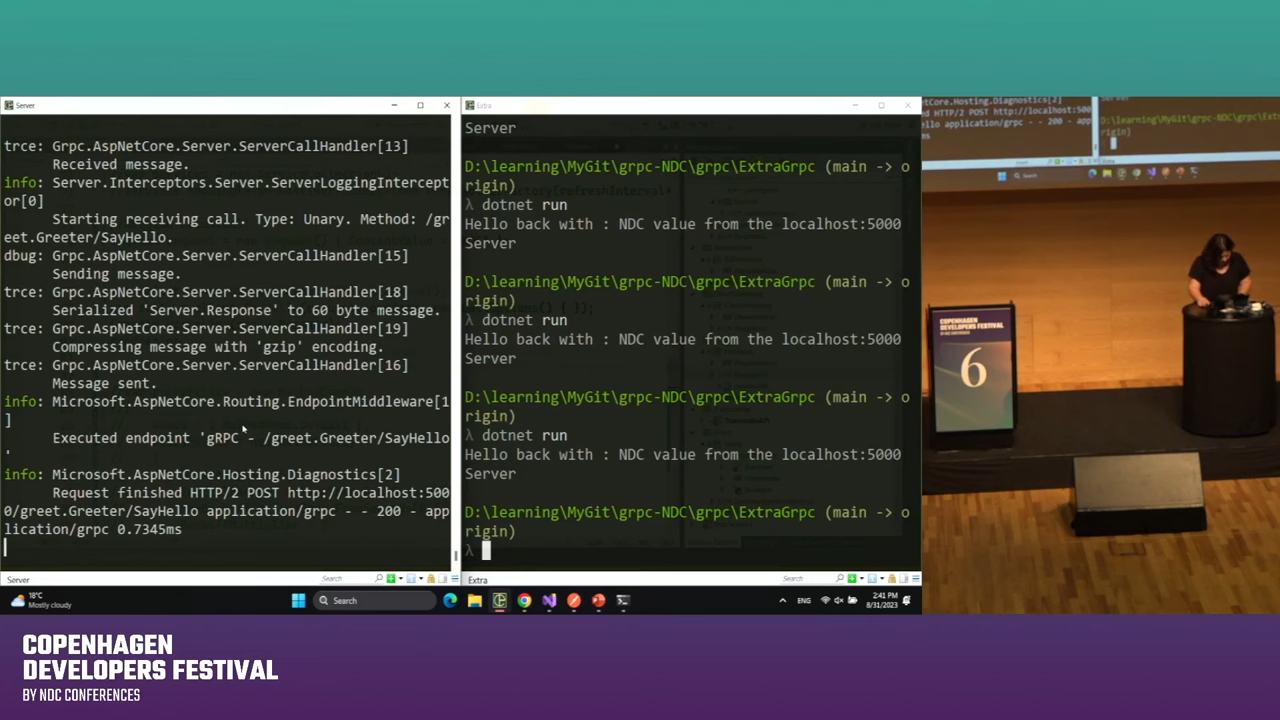 Server
trce: Grpc.AspNetCore.Server.ServerCallHandler[13]
Received message.
info: Server.Interceptors.Server.ServerLoggingIntercept
or[0]
Starting receiving call. Type: Unary. Method: /gr
eet.Greeter/SayHello.
dbug: Grpc.AspNetCore.Server.ServerCallHandler[15]
Sending message.
trce: Grpc.AspNetCore.Server.ServerCallHandler[18]
Serialized 'Server.Response' to 60 byte message.
trce: Grpc.AspNetCore.Server.ServerCallHandler[19]
Compressing message with 'gzip' encoding.
trce: Grpc.AspNetCore.Server.ServerCallHandler[16]
Message sent.
info: Microsoft.AspNetCore.Routing.EndpointMiddleware[1
]
Executed endpoint 'gRPC - /greet.Greeter/SayHello
'
info: Microsoft.AspNetCore.Hosting.Diagnostics[2]
Request finished HTTP/2 POST http://localhost:500
0/greet.Greeter/SayHello application/grpc - - 200 - app
lication/grpc 0.7345ms
Server
Search
Extra
Server
D:\learning\MyGit\grpc-NDC\grpc\ExtraGrpc (main -> o
rigin)
λ dotnet run
Hello back with : NDC value from the localhost:5000
Server
D:\learning\MyGit\grpc-NDC\grpc\ExtraGrpc (main -> o
rigin)
λ dotnet run
Hello back with : NDC value from the localhost:5000
Server
D:\learning\MyGit\grpc-NDC\grpc\ExtraGrpc (main -> o
rigin)
λ dotnet run
Hello back with : NDC value from the localhost:5000
Server
D:\learning\MyGit\grpc-NDC\grpc\ExtraGrpc (main -> o
rigin)
λ
Extra
Search
18°C
Mostly cloudy
Search
ENG
2:41 PM
8/31/2023
COPENHAGEN
DEVELOPERS FESTIVAL
BY NDC CONFERENCES
6
COPENHAGEN
DEVELOPERS FESTIVAL
BY NDC CONFERENCES